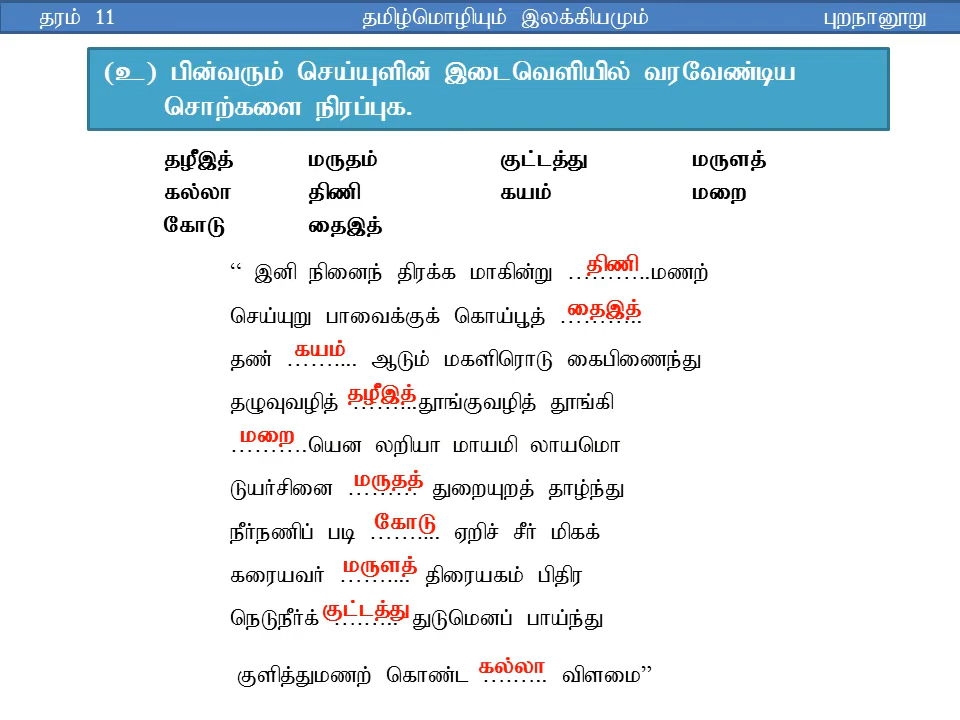 தரம் 11 தமிழ்மொழியும் இலக்கியமும் புறநானூறு
(உ) பின்வரும் செய்யுளின் இடைவெளியில் வரவேண்டிய
சொற்களை நிரப்புக.
தழீஇத் மருதம் குட்டத்து மருளத்
கல்லா திணி கயம் மறை
கோடு தைஇத்
“ இனி நினைந் திரக்க மாகின்று திணி ………..மணற்
செய்யுறு பாவைக்குக் கொய்பூத் தைஇத் ………..
தண் கயம் ……... ஆடும் மகளிரொடு கைபிணைந்து
தழுவுவழித் தழீஇத் ……...தூங்குவழித் தூங்கி
மறை ……….யென லறியா மாயமி லாயமொ
டுயர்சினை மருதத் ……… துறையுறத் தாழ்ந்து
நீர்நணிப் படி கோடு ……... ஏறிச் சீர் மிகக்
கரையவர் மருளத் ……... திரையகம் பிதிர
நெடுநீர்க் குட்டத்து …….. துடுமெனப் பாய்ந்து
குளித்துமணற் கொண்ட கல்லா …….. விளமை”